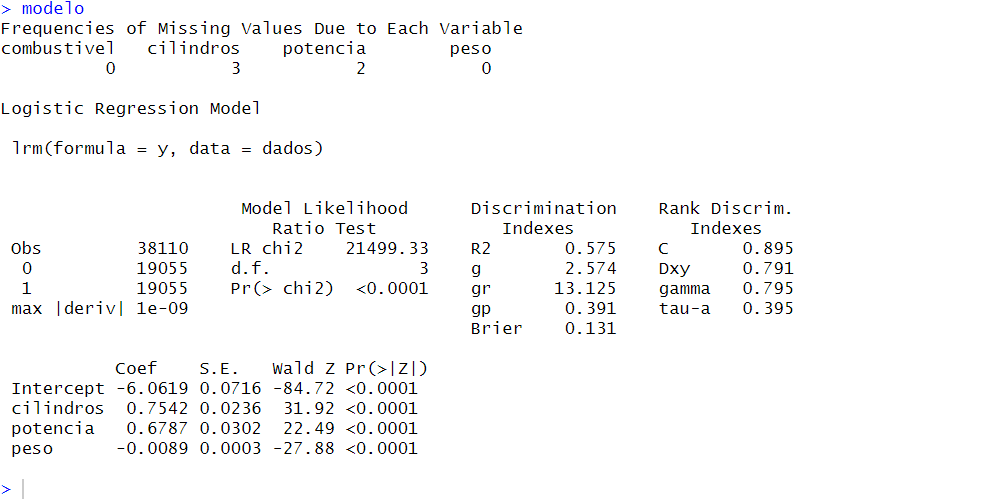 > modelo
Frequencies of Missing Values Due to Each Variable
combustivel cilindros potencia peso
0 3 2 0
Logistic Regression Model
lrm(formula = y, data = dados)
Model Likelihood Discrimination Rank Discrim.
Ratio Test Indexes Indexes
Obs 38110 LR chi2 21499.33 R2 0.575 C 0.895
0 19055 d.f. 3 g 2.574 Dxy 0.791
1 19055 Pr(> chi2) <0.0001 gr 13.125 gamma 0.795
max |deriv| 1e-09 gp 0.391 tau-a 0.395
Brier 0.131
Coef S.E. Wald Z Pr(>|Z|)
Intercept -6.0619 0.0716 -84.72 <0.0001
cilindros 0.7542 0.0236 31.92 <0.0001
potencia 0.6787 0.0302 22.49 <0.0001
peso -0.0089 0.0003 -27.88 <0.0001
>